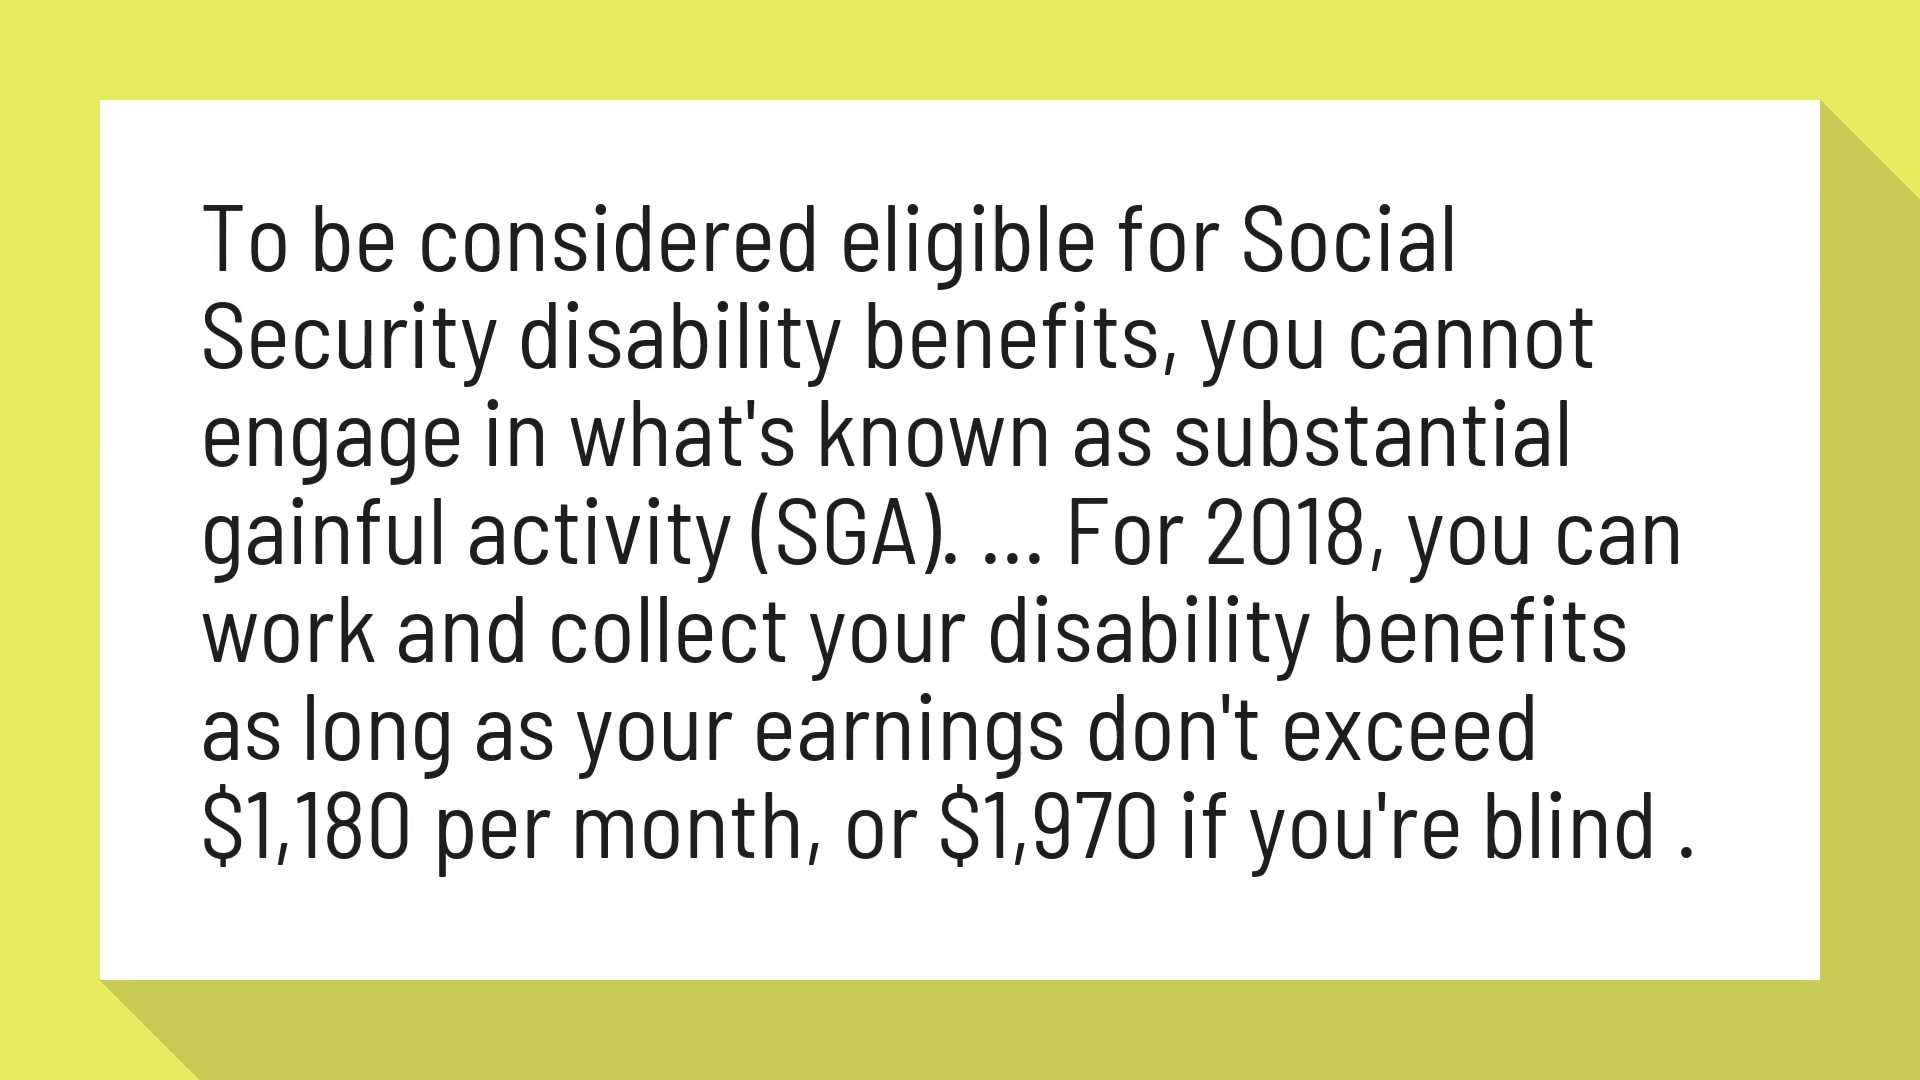 To be considered eligible for Social
Security disability benefits, you cannot
engage in what's known as substantial
gainful activity (SGA). ... For 2018, you can
work and collect your disability benefits
as long as your earnings don't exceed
$1,180 per month, or $1,970 if you're blind .